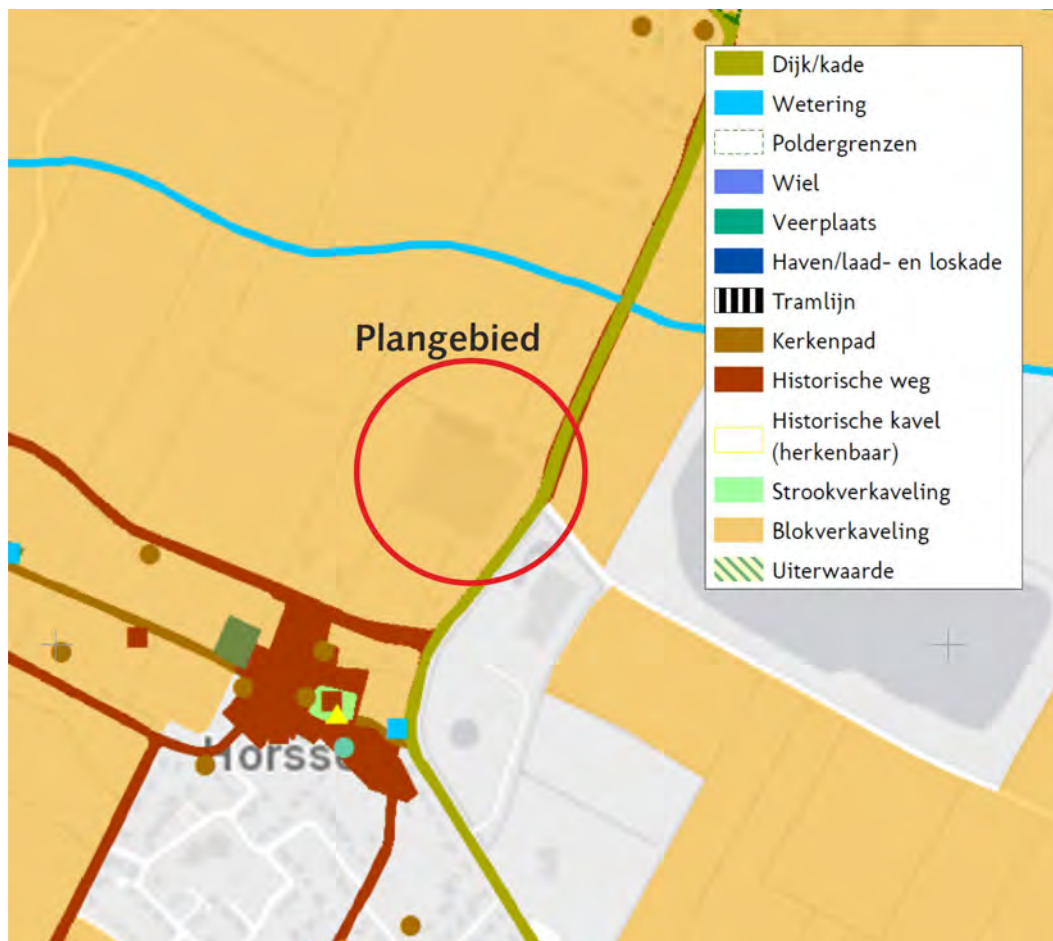 Dijk/kade
Wetering
Poldergrenzen
Wiel
Veerplaats
Haven/laad- en loskade
Tramlijn
Kerkenpad
Historische weg
Historische kavel
(herkenbaar)
Strookverkaveling
Blokverkaveling
Uiterwaarde
Plangebied